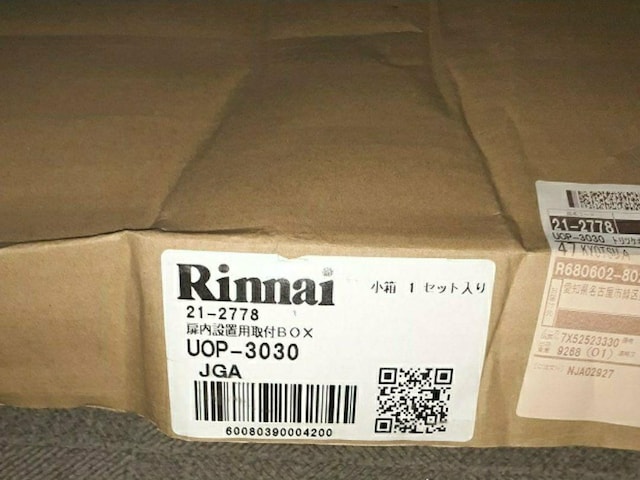 Rinnai
小箱 1 セット入り
21-2778
扉内設置用取付BOX
UOP-3030
JGA
60080390004200
21-2778
UOP-3030
R680602-80
7X52523330
9268 (01)
NJA02927